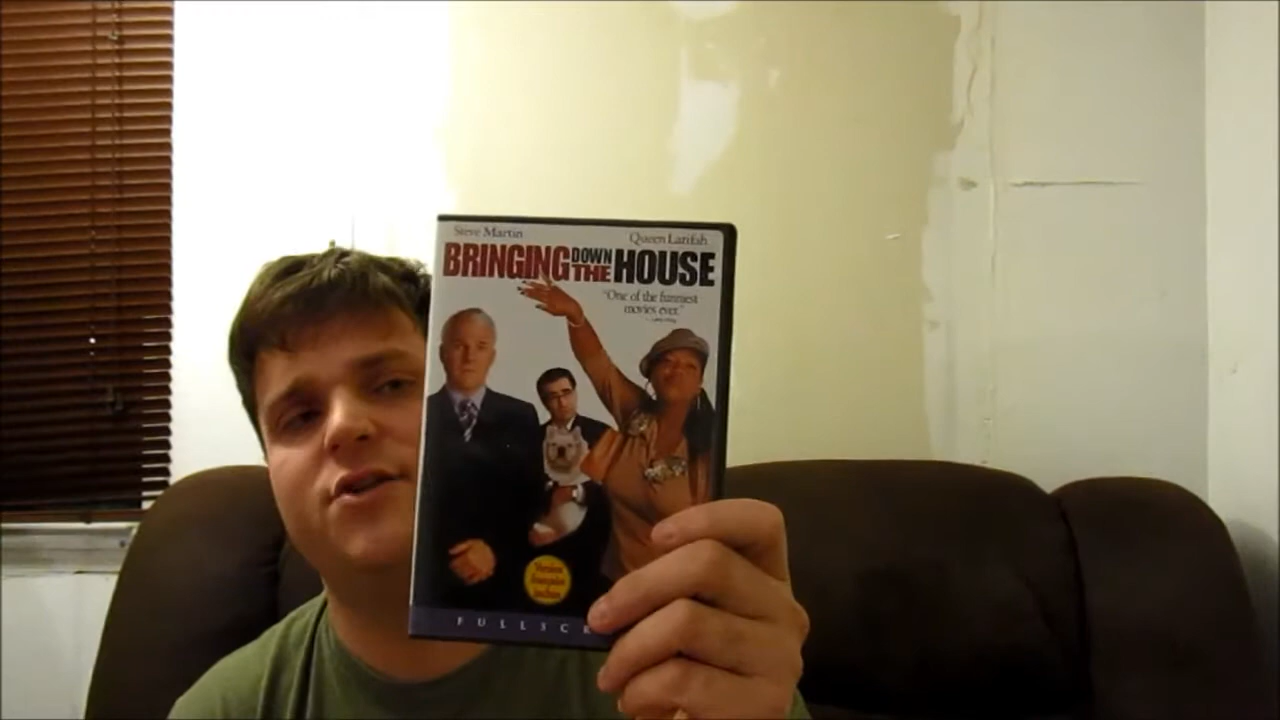 Steve Martin
Queen Latifah
BRINGING DOWN THE HOUSE
"One of the funniest
movies ever."
Version
française
incluse
FULLSCR